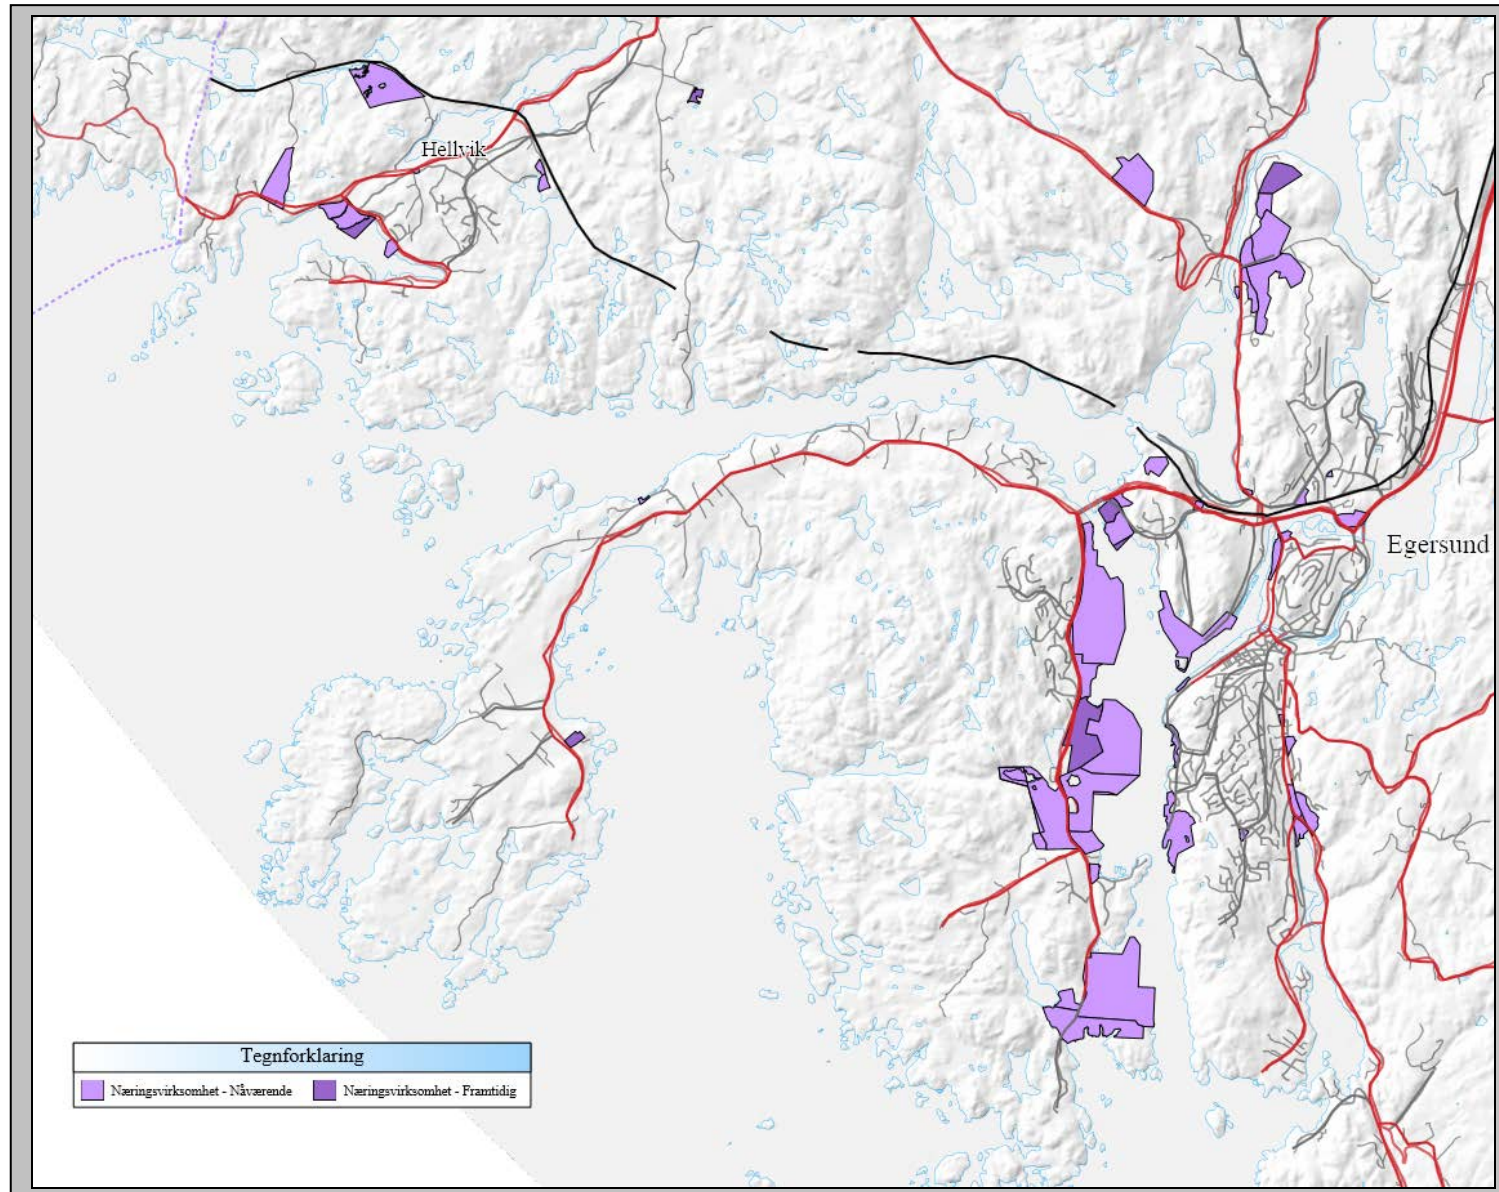 Hellvik
Egersund
Tegnforklaring
Næringsvirksomhet - Nåværende
Næringsvirksomhet - Framtidig